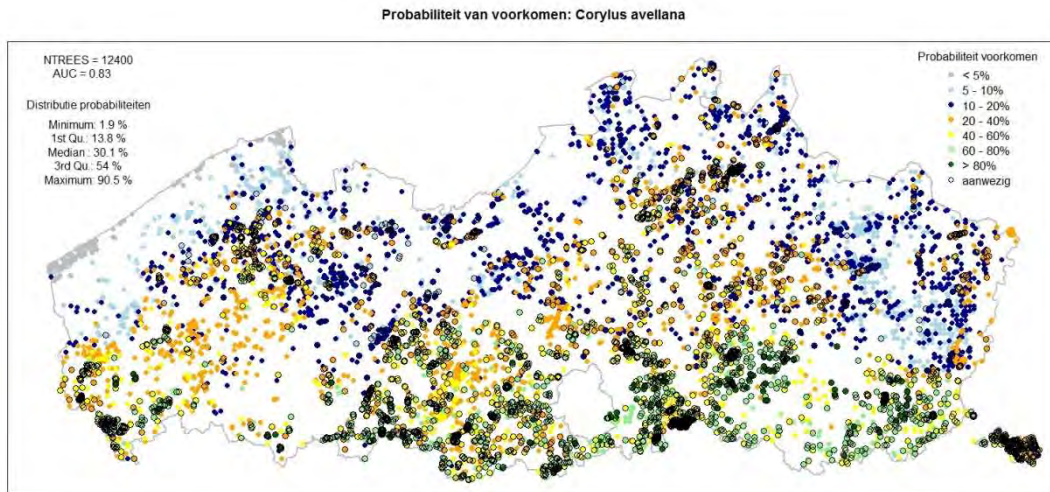 Probabiliteit van voorkomen: Corylus avellana
NTREES = 12400
AUC = 0.83
Distributie probabiliteiten
Minimum: 1.9 %
1st Qu.: 13.8 %
Median : 30.1 %
3rd Qu.: 54 %
Maximum: 90.5 %
Probabiliteit voorkomen
< 5%
5 - 10%
10 - 20%
20 - 40%
40 - 60%
60 - 80%
> 80%
aanwezig